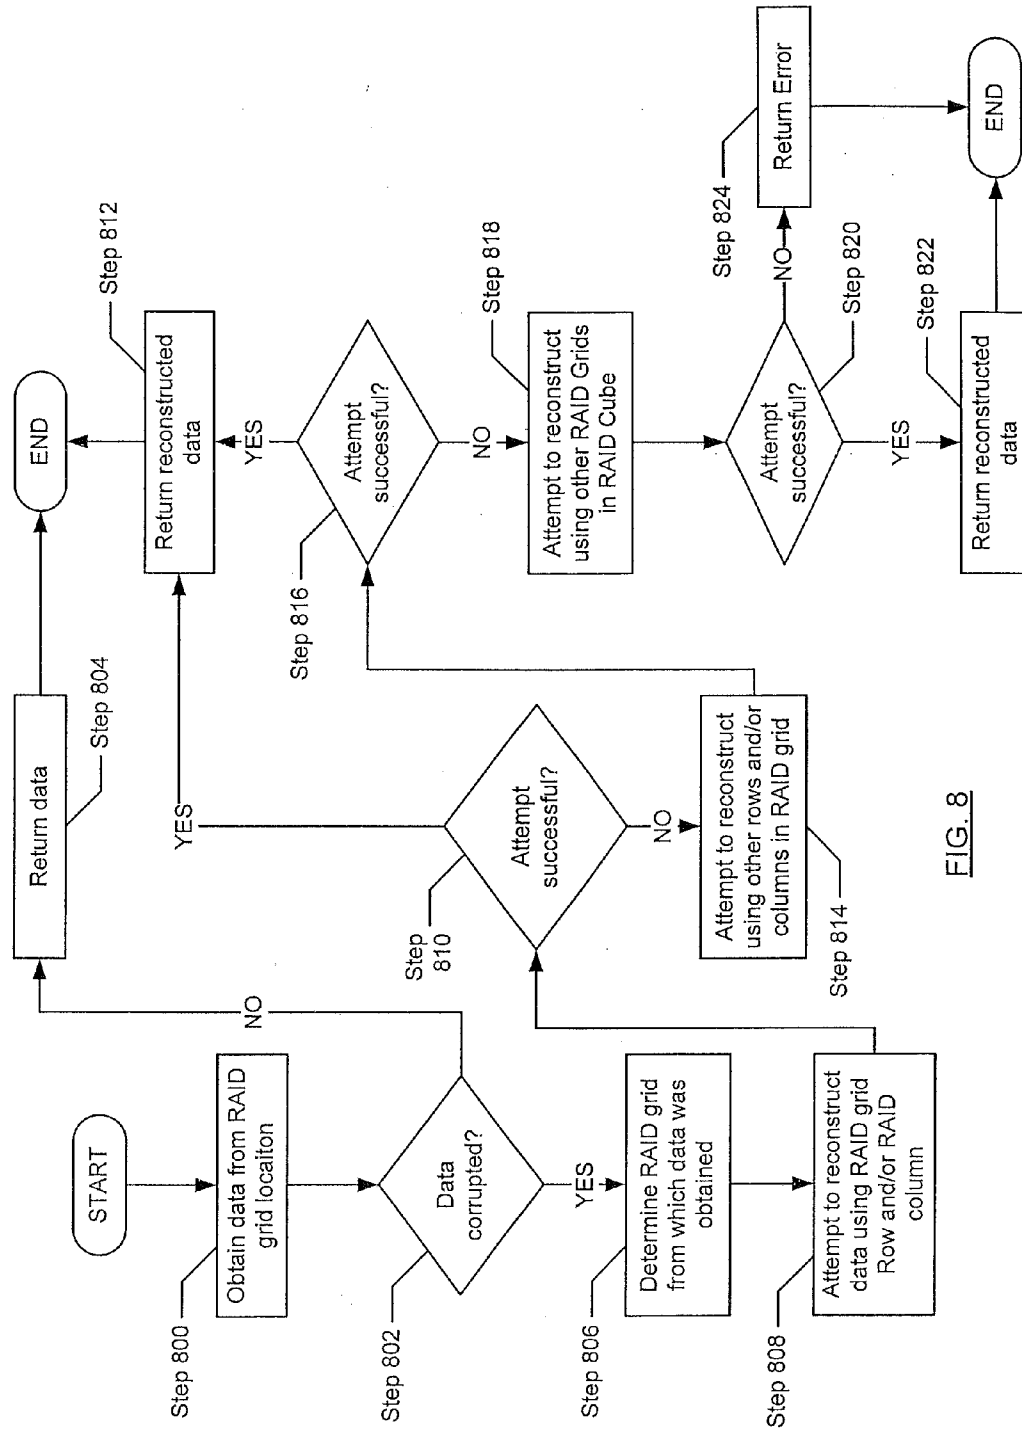 START
Step 800
Obtain data from RAID
grid locaiton
Step 802
Data
corrupted?
NO
YES
Return data
Step 804
END
Step 806
Determine RAID grid
from which data was
obtained
Step 808
Attempt to reconstruct
data using RAID grid
Row and/or RAID
column
Step
810
Attempt
successful?
YES
NO
Return reconstructed
data
Step 812
Attempt to reconstruct
using other rows and/or
columns in RAID grid
Step 814
Step 816
Attempt
successful?
YES
NO
Attempt to reconstruct
using other RAID Grids
in RAID Cube
Step 818
Attempt
successful?
Step 820
NO
YES
Step 824
Return Error
Return reconstructed
data
Step 822
END
FIG. 8